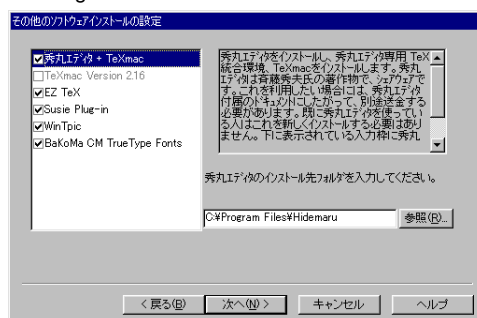 その他のソフトウェアインストールの設定
秀丸エディタ + TeXmac
TeXmac Version 2.16
EZ TeX
Susie Plug-in
WinTpic
BaKoMa CM TrueType Fonts
秀丸エディタをインストールし、秀丸エディタ専用 TeX
統合環境、TeXmacをインストールします。秀丸
エディタは斉藤秀夫氏の著作物で、シェアウェアで
す。これを利用したい場合には、秀丸エディタ
付属のドキュメントにしたがって、別途送金する
必要があります。既に秀丸エディタを使ってい
る人はこれを新しくインストールする必要はあり
ません。下に表示されている入力枠に秀丸
秀丸エディタのインストール先フォルダを入力してください。
C:¥Program Files¥Hidemaru
参照(R)...
< 戻る(B)
次へ(N) >
キャンセル
ヘルプ